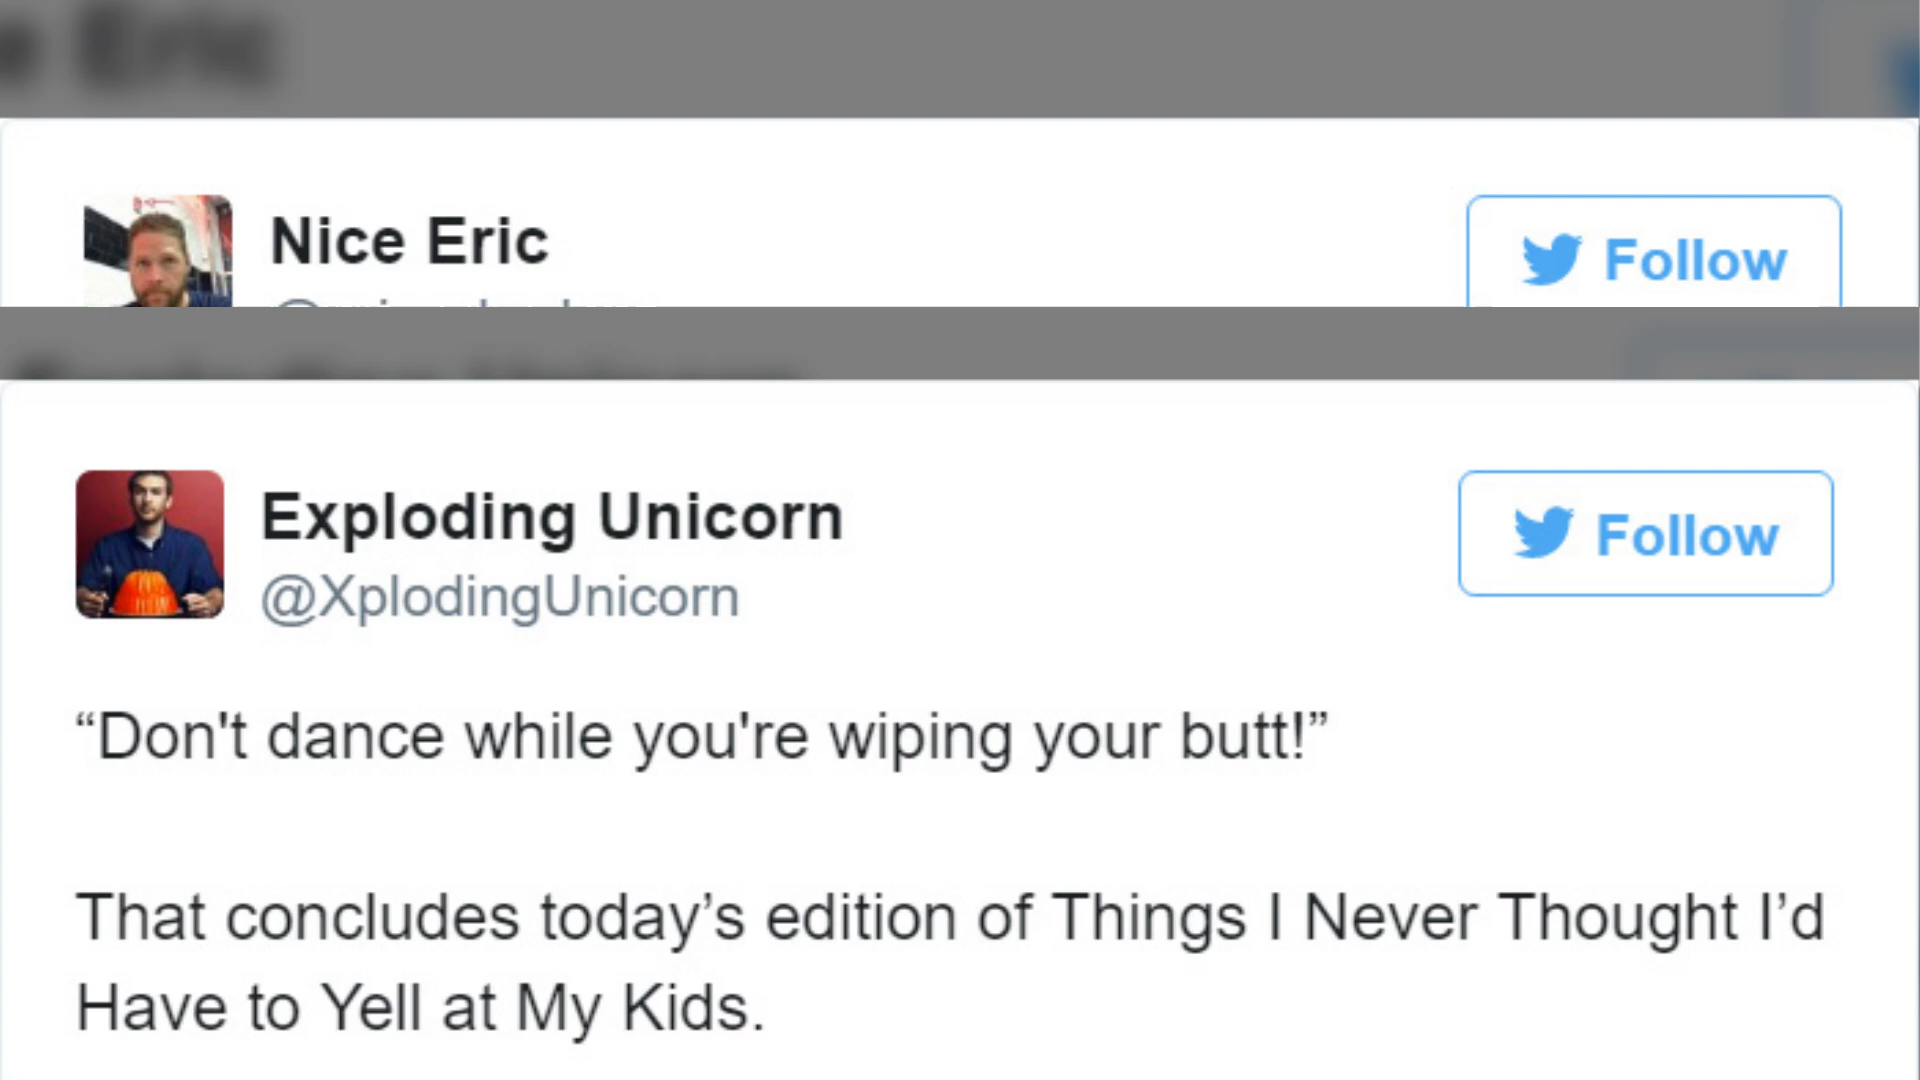 e Eric
Nice Eric
Follow
Exploding Unicorn
Follow
@XplodingUnicorn
“Don't dance while you're wiping your butt!”
That concludes today’s edition of Things I Never Thought I’d
Have to Yell at My Kids.